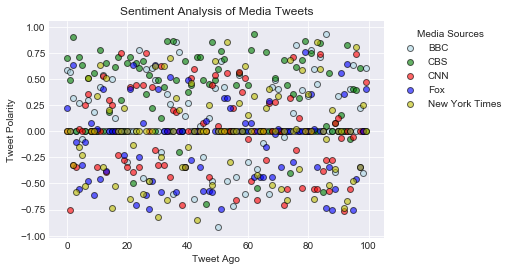 Sentiment Analysis of Media Tweets
1.00
0.75
0.50
0.25
0.00
−0.25
−0.50
−0.75
−1.00
Tweet Polarity
0 20 40 60 80 100
Tweet Ago
Media Sources
BBC
CBS
CNN
Fox
New York Times